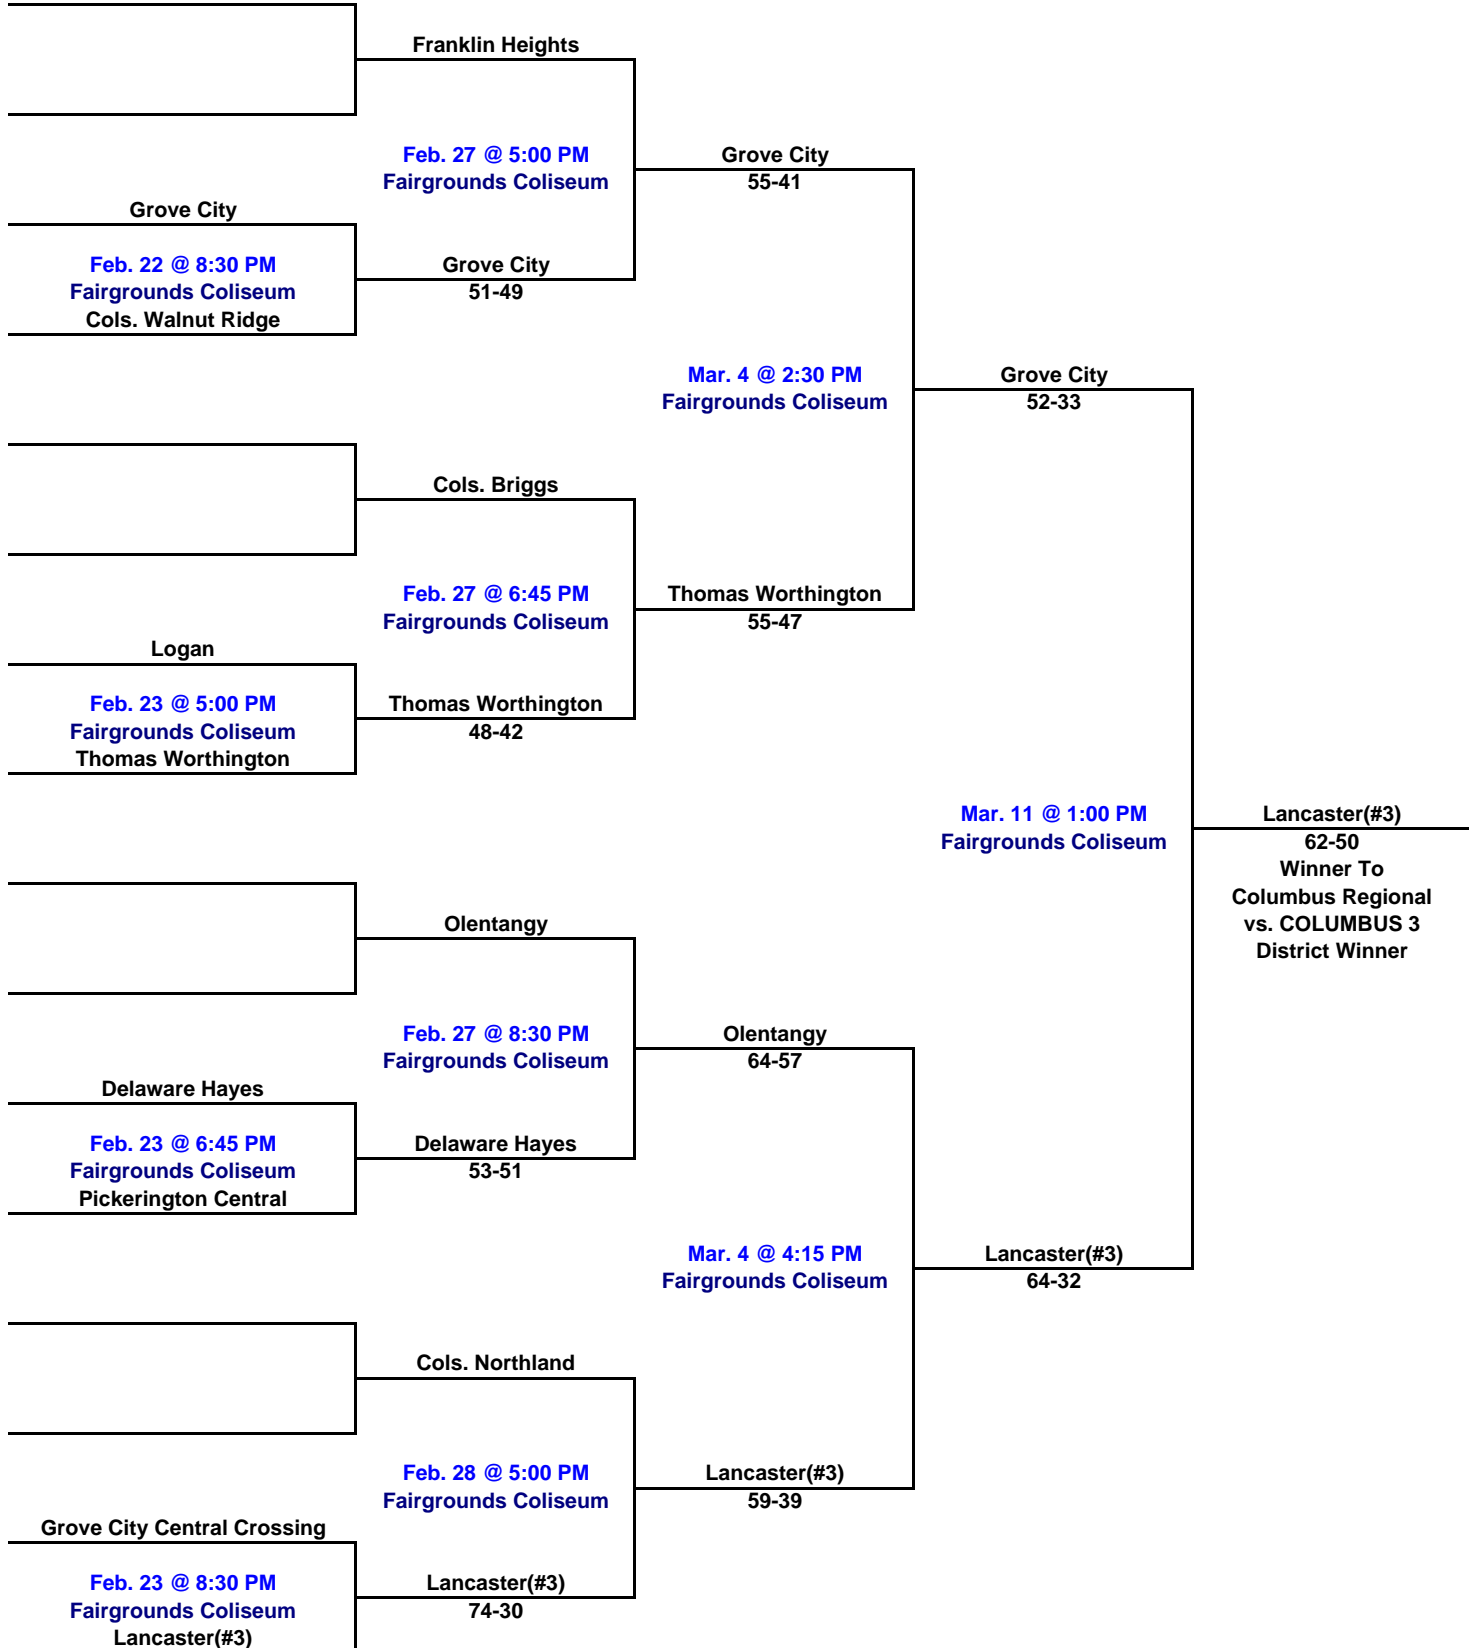 Franklin Heights
Feb. 27 @ 5:00 PM
Fairgrounds Coliseum
Grove City
55-41
Grove City
Feb. 22 @ 8:30 PM
Fairgrounds Coliseum
Cols. Walnut Ridge
Grove City
51-49
Mar. 4 @ 2:30 PM
Fairgrounds Coliseum
Grove City
52-33
Cols. Briggs
Feb. 27 @ 6:45 PM
Fairgrounds Coliseum
Thomas Worthington
55-47
Logan
Feb. 23 @ 5:00 PM
Fairgrounds Coliseum
Thomas Worthington
Thomas Worthington
48-42
Mar. 11 @ 1:00 PM
Fairgrounds Coliseum
Lancaster(#3)
62-50
Winner To
Columbus Regional
vs. COLUMBUS 3
District Winner
Olentangy
Feb. 27 @ 8:30 PM
Fairgrounds Coliseum
Olentangy
64-57
Delaware Hayes
Feb. 23 @ 6:45 PM
Fairgrounds Coliseum
Pickerington Central
Delaware Hayes
53-51
Mar. 4 @ 4:15 PM
Fairgrounds Coliseum
Lancaster(#3)
64-32
Cols. Northland
Feb. 28 @ 5:00 PM
Fairgrounds Coliseum
Lancaster(#3)
59-39
Grove City Central Crossing
Feb. 23 @ 8:30 PM
Fairgrounds Coliseum
Lancaster(#3)
Lancaster(#3)
74-30